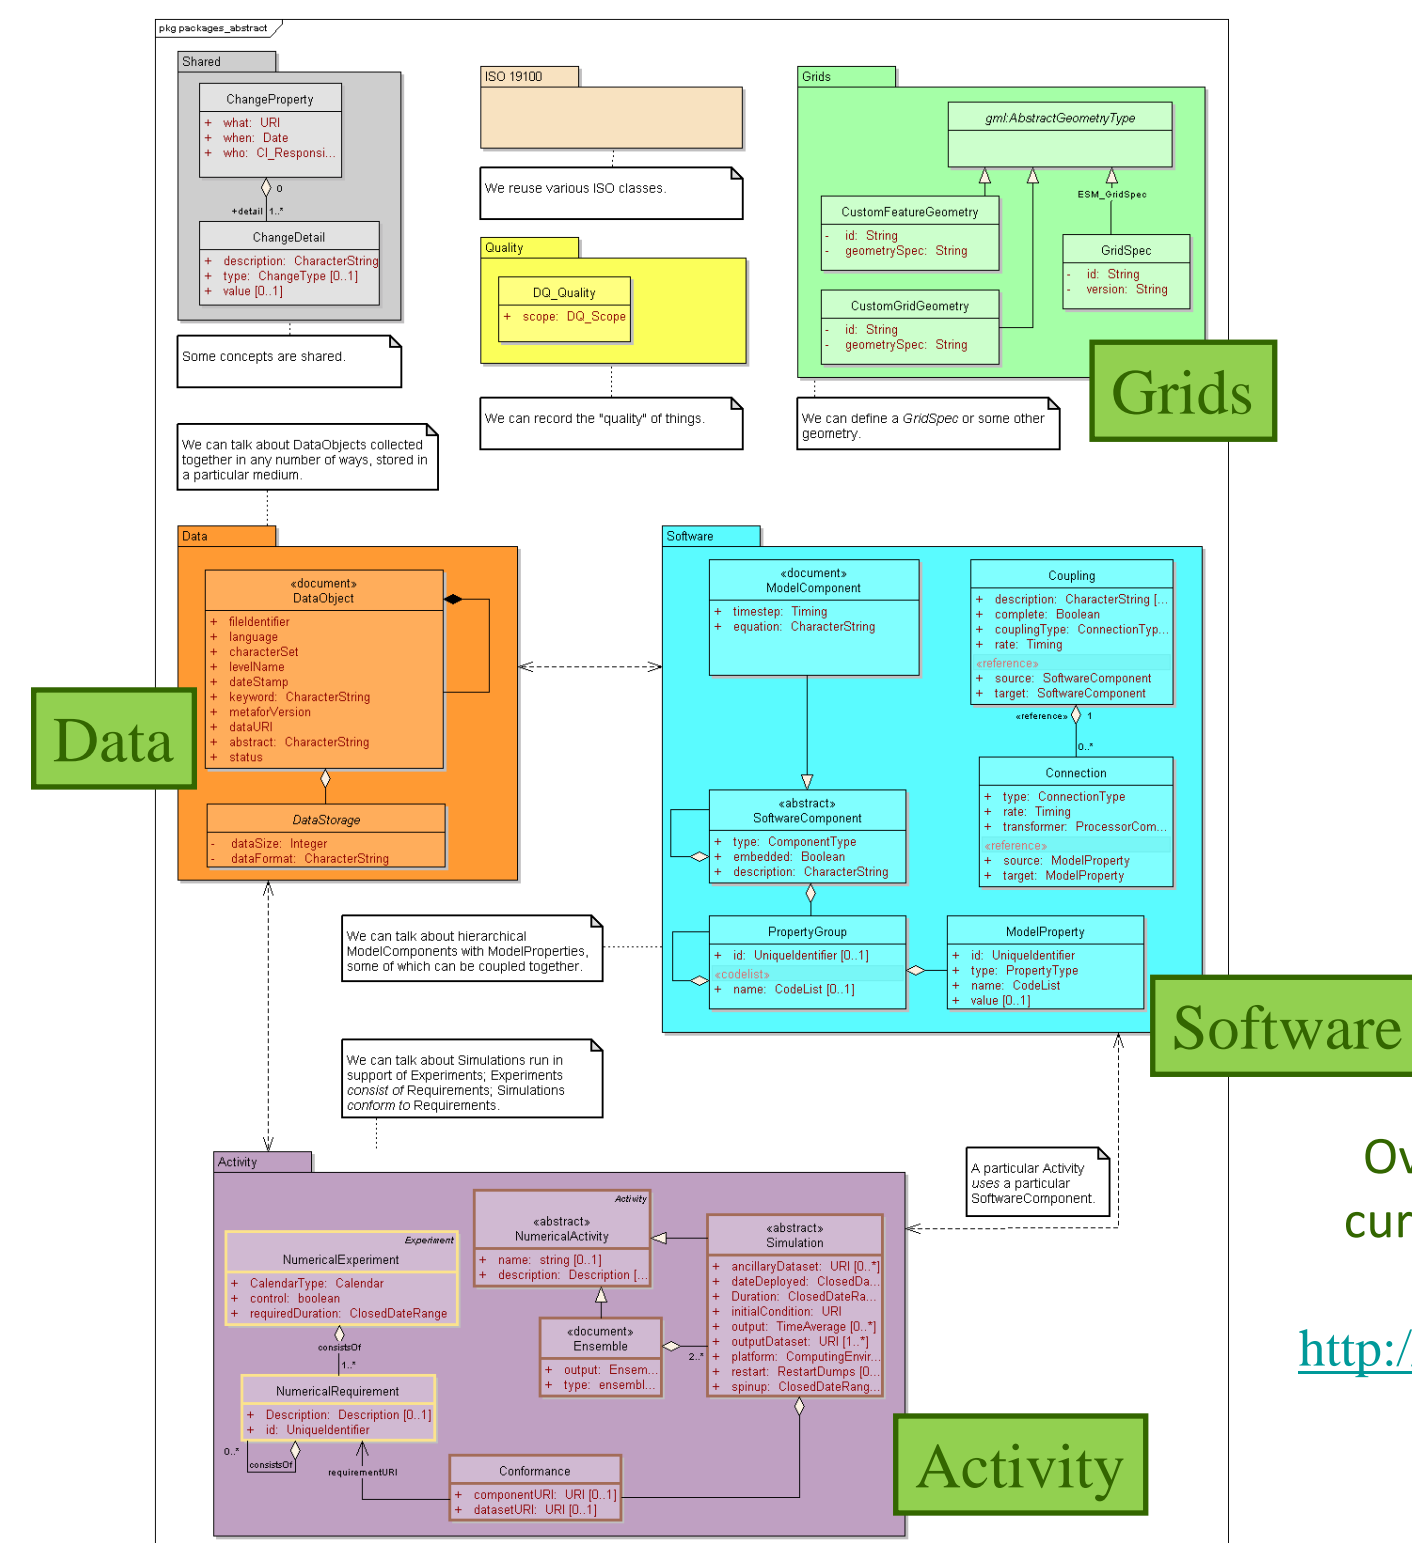 pkg packages_abstract
Shared
ChangeProperty
+ what: URI
+ when: Date
+ who: CI_Responsi...
0
+detail 1..*
ChangeDetail
+ description: CharacterString
+ type: ChangeType [0..1]
+ value [0..1]
Some concepts are shared.
ISO 19100
We reuse various ISO classes.
Quality
DQ_Quality
+ scope: DQ_Scope
We can record the "quality" of things.
Grids
gml:AbstractGeometryType
ESM_GridSpec
CustomFeatureGeometry
- id: String
- geometrySpec: String
GridSpec
- id: String
- version: String
CustomGridGeometry
- id: String
- geometrySpec: String
Grids
We can define a GridSpec or some other
geometry.
We can talk about DataObjects collected
together in any number of ways, stored in
a particular medium.
Data
«document»
DataObject
+ fileIdentifier
+ language
+ characterSet
+ levelName
+ dateStamp
+ keyword: CharacterString
+ metaforVersion
+ dataURI
+ abstract: CharacterString
+ status
Data
DataStorage
- dataSize: Integer
- dataFormat: CharacterString
Software
«document»
ModelComponent
+ timestep: Timing
+ equation: CharacterString
Coupling
+ description: CharacterString [...
+ complete: Boolean
+ couplingType: ConnectionTyp...
+ rate: Timing
«reference»
+ source: SoftwareComponent
+ target: SoftwareComponent
«reference» 1
0..*
Connection
+ type: ConnectionType
+ rate: Timing
+ transformer: ProcessorCom...
«reference»
+ source: ModelProperty
+ target: ModelProperty
«abstract»
SoftwareComponent
+ type: ComponentType
+ embedded: Boolean
+ description: CharacterString
PropertyGroup
+ id: UniqueIdentifier [0..1]
«codelist»
+ name: CodeList [0..1]
ModelProperty
+ id: UniqueIdentifier
+ type: PropertyType
+ name: CodeList
+ value [0..1]
Software
We can talk about hierarchical
ModelComponents with ModelProperties,
some of which can be coupled together.
We can talk about Simulations run in
support of Experiments; Experiments
consist of Requirements; Simulations
conform to Requirements.
A particular Activity
uses a particular
SoftwareComponent.
Ov
cur
http:/
Activity
Experiment
NumericalExperiment
+ CalendarType: Calendar
+ control: boolean
+ requiredDuration: ClosedDateRange
consistsOf
1..*
NumericalRequirement
+ Description: Description [0..1]
+ id: UniqueIdentifier
0..*
consistsOf
requirementURI
Activity
«abstract»
NumericalActivity
+ name: string [0..1]
+ description: Description [...
«document»
Ensemble
+ output: Ensem...
+ type: ensembl...
2..*
«abstract»
Simulation
+ ancillaryDataset: URI [0..*]
+ dateDeployed: ClosedDa...
+ Duration: ClosedDateRa...
+ initialCondition: URI
+ output: TimeAverage [0..*]
+ outputDataset: URI [1..*]
+ platform: ComputingEnvir...
+ restart: RestartDumps [0...
+ spinup: ClosedDateRang...
Conformance
+ componentURI: URI [0..1]
+ datasetURI: URI [0..1]
Activity